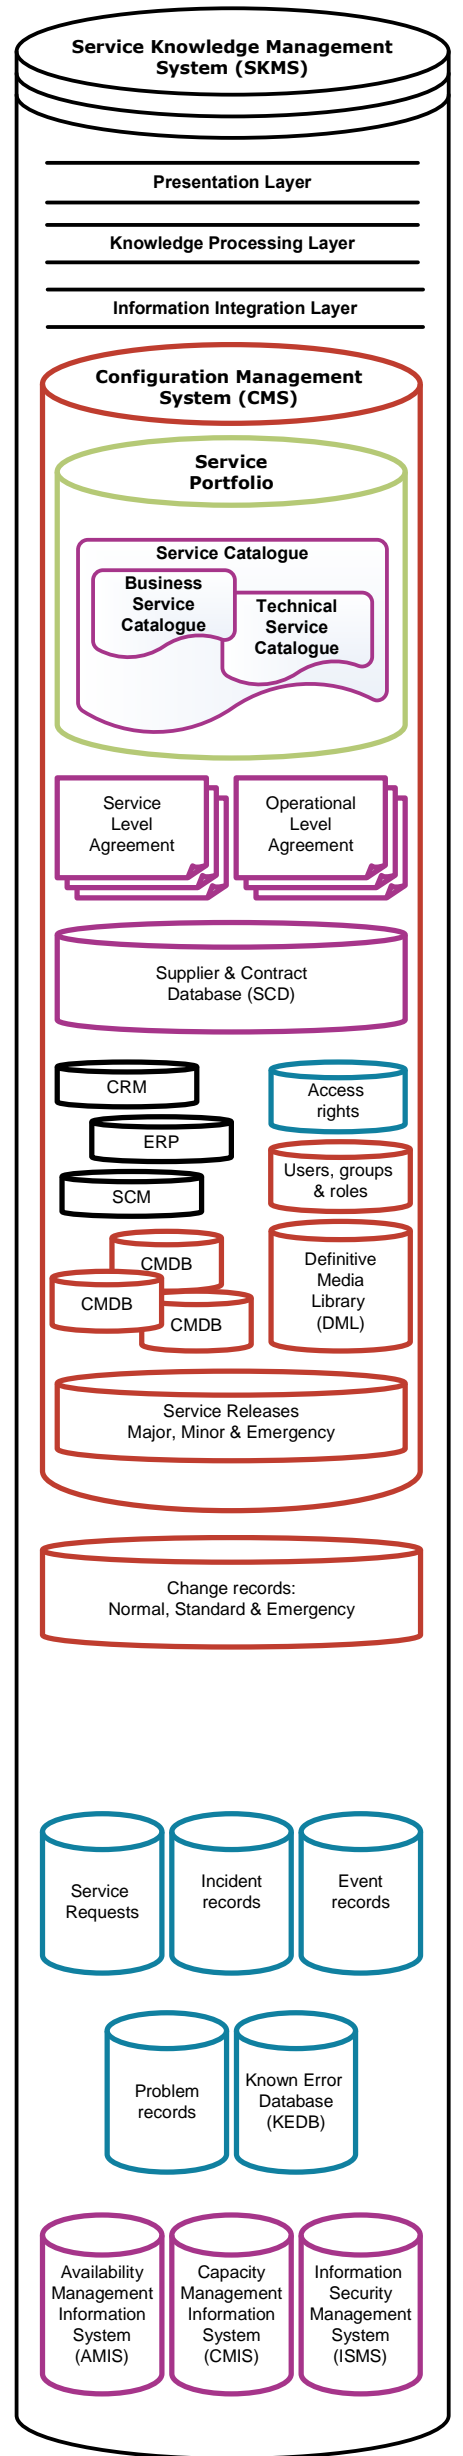 Service Knowledge Management
System (SKMS)
Presentation Layer
Knowledge Processing Layer
Information Integration Layer
Configuration Management
System (CMS)
Service
Portfolio
Service Catalogue
Business
Service
Catalogue
Technical
Service
Catalogue
Service
Level
Agreement
Operational
Level
Agreement
Supplier & Contract
Database (SCD)
CRM
ERP
SCM
Access
rights
Users, groups
& roles
CMDB
CMDB
CMDB
Definitive
Media
Library
(DML)
Service Releases
Major, Minor & Emergency
Change records:
Normal, Standard & Emergency
Service
Requests
Incident
records
Event
records
Problem
records
Known Error
Database
(KEDB)
Availability
Management
Information
System
(AMIS)
Capacity
Management
Information
System
(CMIS)
Information
Security
Management
System
(ISMS)